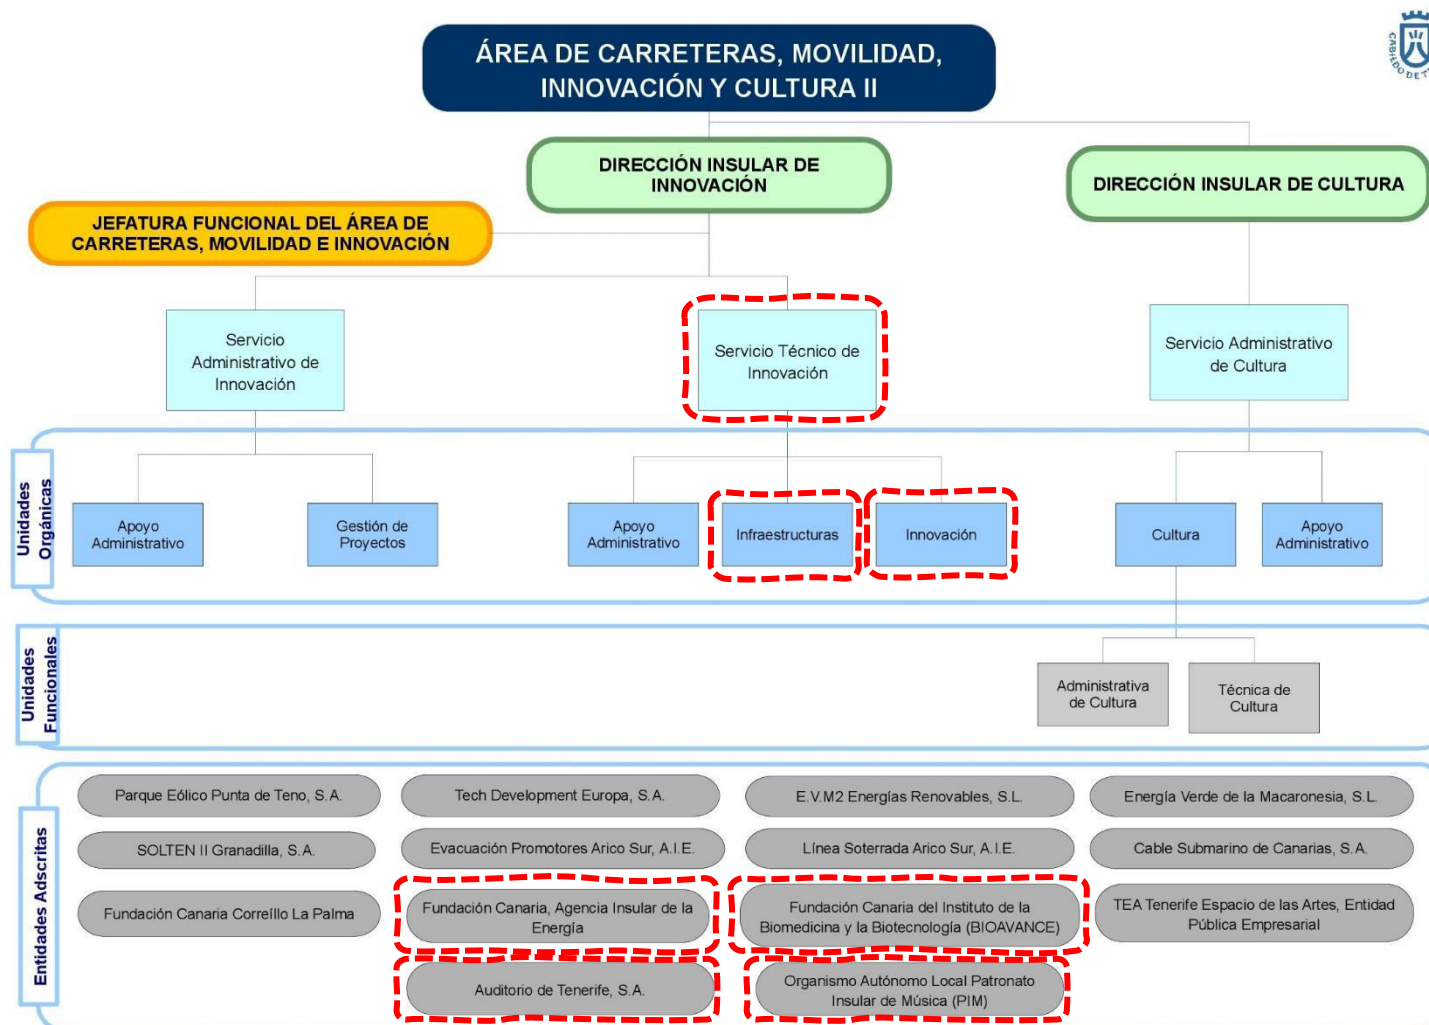 ÁREA DE CARRETERAS, MOVILIDAD,
INNOVACIÓN Y CULTURA II
DIRECCIÓN INSULAR DE
INNOVACIÓN
DIRECCIÓN INSULAR DE CULTURA
JEFATURA FUNCIONAL DEL ÁREA DE
CARRETERAS, MOVILIDAD E INNOVACIÓN
Servicio
Administrativo de
Innovación
Servicio Técnico de
Innovación
Servicio Administrativo
de Cultura
Unidades
Orgánicas
Apoyo
Administrativo
Gestión de
Proyectos
Apoyo
Administrativo
Infraestructuras
Innovación
Cultura
Apoyo
Administrativo
Unidades
Funcionales
Administrativa
de Cultura
Técnica de
Cultura
Entidades Adscritas
Parque Eólico Punta de Teno, S.A.
Tech Development Europa, S.A.
E.V.M2 Energías Renovables, S.L.
Energía Verde de la Macaronesia, S.L.
SOLTEN II Granadilla, S.A.
Evacuación Promotores Arico Sur, A.I.E.
Línea Soterrada Arico Sur, A.I.E.
Cable Submarino de Canarias, S.A.
Fundación Canaria Correíllo La Palma
Fundación Canaria, Agencia Insular de la
Energía
Fundación Canaria del Instituto de la
Biomedicina y la Biotecnología (BIOAVANCE)
TEA Tenerife Espacio de las Artes, Entidad
Pública Empresarial
Auditorio de Tenerife, S.A.
Organismo Autónomo Local Patronato
Insular de Música (PIM)